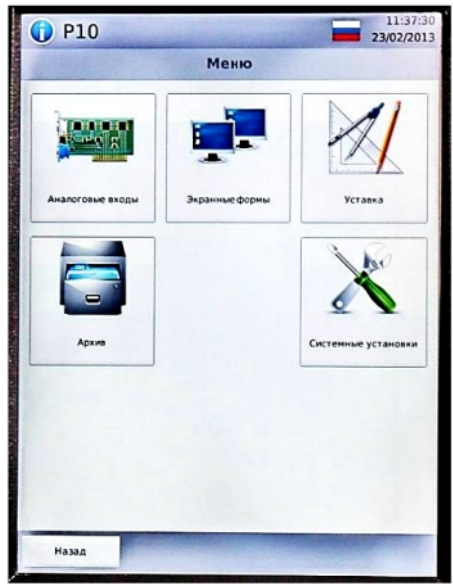 P10
11:37:30
23/02/2013
Меню
Аналоговые входы
Экранные формы
Уставка
Архив
Системные установки
Назад